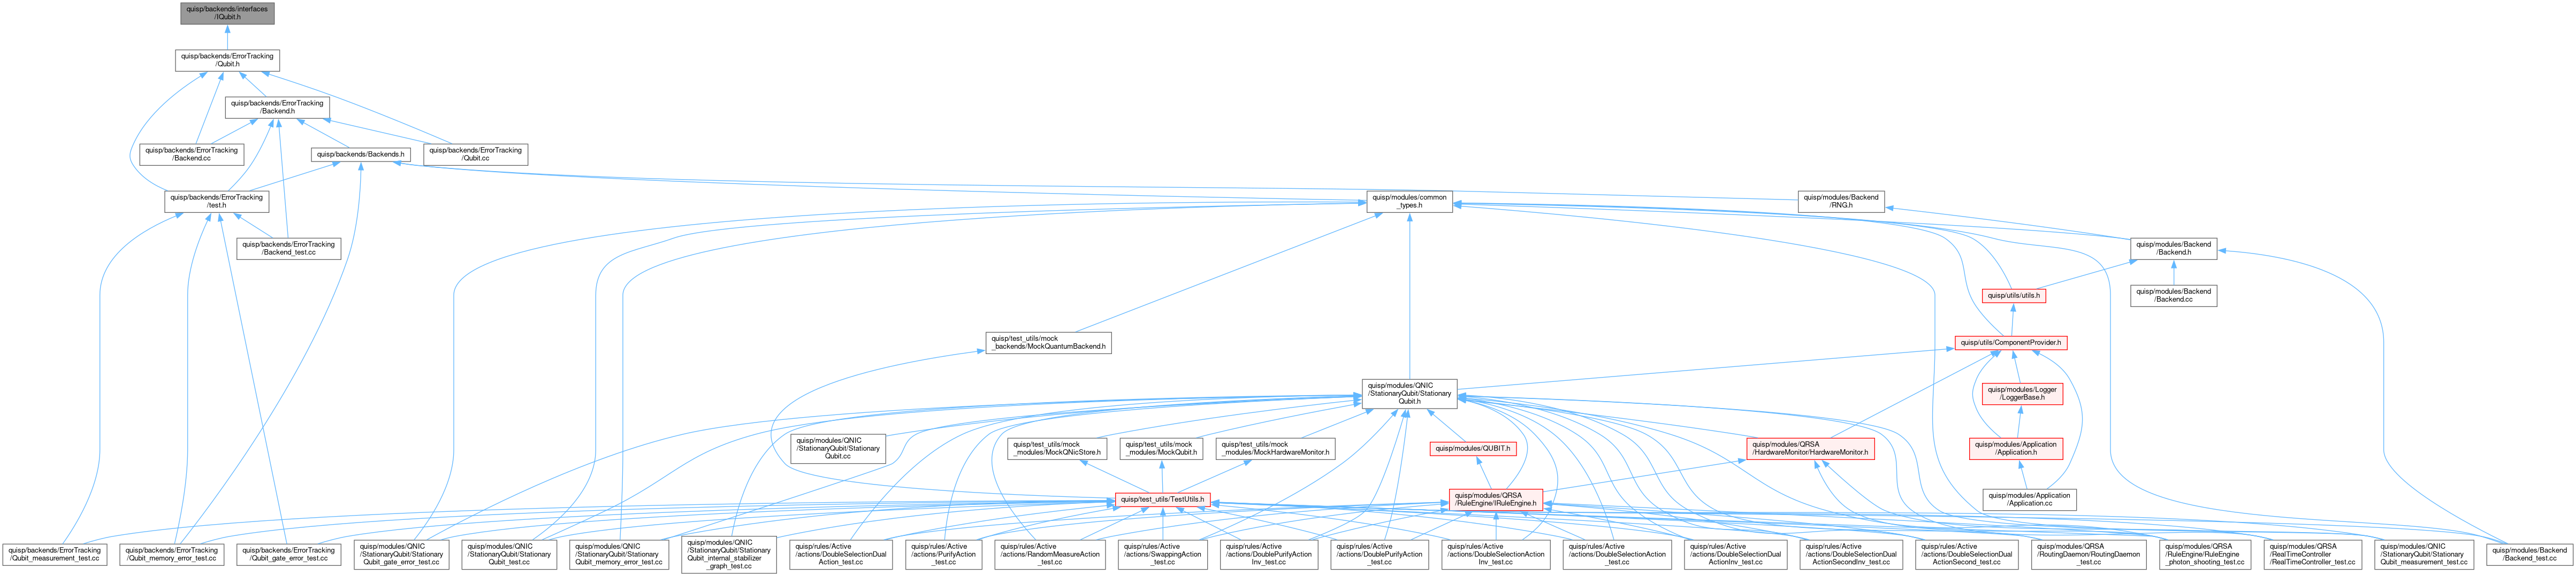 quisp/backends/interfaces
/IQubit.h
quisp/backends/ErrorTracking
/Qubit.h
quisp/backends/ErrorTracking
/Backend.h
quisp/backends/ErrorTracking
/Backend.cc
quisp/backends/Backends.h
quisp/backends/ErrorTracking
/Qubit.cc
quisp/backends/ErrorTracking
/test.h
quisp/modules/common
_types.h
quisp/modules/Backend
/RNG.h
quisp/backends/ErrorTracking
/Backend_test.cc
quisp/modules/Backend
/Backend.h
quisp/utils/utils.h
quisp/modules/Backend
/Backend.cc
quisp/test_utils/mock
_backends/MockQuantumBackend.h
quisp/utils/ComponentProvider.h
quisp/modules/QNIC
/StationaryQubit/Stationary
Qubit.h
quisp/modules/Logger
/LoggerBase.h
quisp/modules/QNIC
/StationaryQubit/Stationary
Qubit.cc
quisp/test_utils/mock
_modules/MockQNicStore.h
quisp/test_utils/mock
_modules/MockQubit.h
quisp/test_utils/mock
_modules/MockHardwareMonitor.h
quisp/modules/QUBIT.h
quisp/modules/QRSA
/HardwareMonitor/HardwareMonitor.h
quisp/modules/Application
/Application.h
quisp/test_utils/TestUtils.h
quisp/modules/QRSA
/RuleEngine/IRuleEngine.h
quisp/modules/Application
/Application.cc
quisp/backends/ErrorTracking
/Qubit_measurement_test.cc
quisp/backends/ErrorTracking
/Qubit_memory_error_test.cc
quisp/backends/ErrorTracking
/Qubit_gate_error_test.cc
quisp/modules/QNIC
/StationaryQubit/Stationary
Qubit_gate_error_test.cc
quisp/modules/QNIC
/StationaryQubit/Stationary
Qubit_test.cc
quisp/modules/QNIC
/StationaryQubit/Stationary
Qubit_memory_error_test.cc
quisp/modules/QNIC
/StationaryQubit/Stationary
Qubit_internal_stabilizer
_graph_test.cc
quisp/rules/Active
/actions/DoubleSelectionDual
Action_test.cc
quisp/rules/Active
/actions/PurifyAction
_test.cc
quisp/rules/Active
/actions/RandomMeasureAction
_test.cc
quisp/rules/Active
/actions/SwappingAction
_test.cc
quisp/rules/Active
/actions/DoublePurifyAction
Inv_test.cc
quisp/rules/Active
/actions/DoublePurifyAction
_test.cc
quisp/rules/Active
/actions/DoubleSelectionAction
Inv_test.cc
quisp/rules/Active
/actions/DoubleSelectionAction
_test.cc
quisp/rules/Active
/actions/DoubleSelectionDual
ActionInv_test.cc
quisp/rules/Active
/actions/DoubleSelectionDual
ActionSecondInv_test.cc
quisp/rules/Active
/actions/DoubleSelectionDual
ActionSecond_test.cc
quisp/modules/QRSA
/RoutingDaemon/RoutingDaemon
_test.cc
quisp/modules/QRSA
/RuleEngine/RuleEngine
_photon_shooting_test.cc
quisp/modules/QRSA
/RealTimeController
/RealTimeController_test.cc
quisp/modules/QNIC
/StationaryQubit/Stationary
Qubit_measurement_test.cc
quisp/modules/Backend
/Backend_test.cc